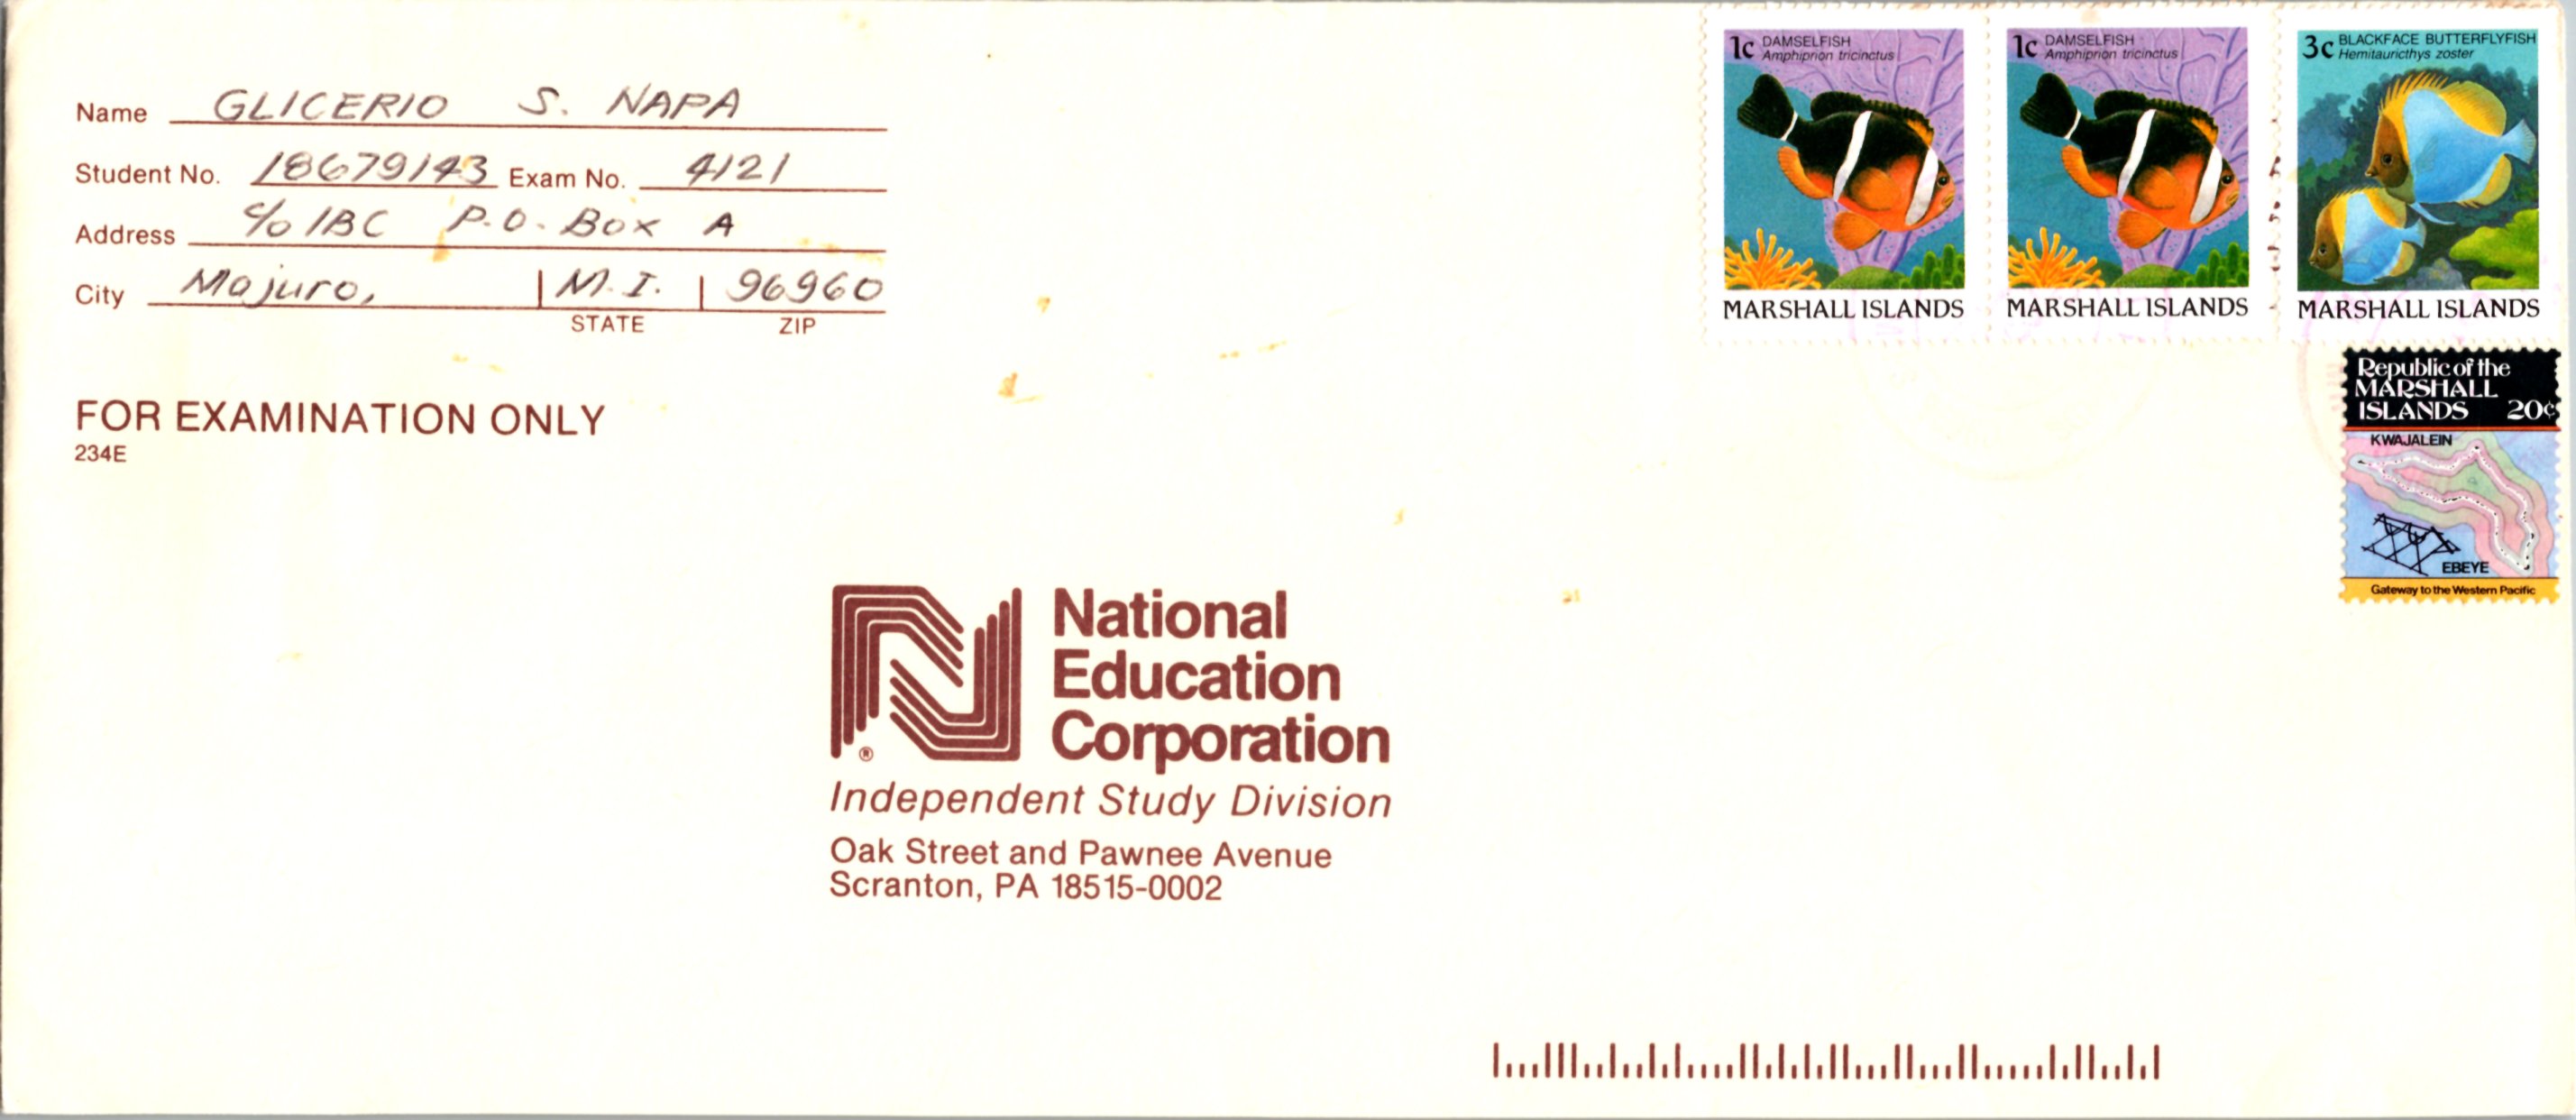 Name GLICERIO S. NAPA
Student No. 18679143 Exam No. 4121
Address c/o IBC P.O. Box A
City Majuro, M.I. 96960
STATE ZIP
FOR EXAMINATION ONLY
234E
1c DAMSELFISH
Amphiprion tricinctus
MARSHALL ISLANDS
1c DAMSELFISH
Amphiprion tricinctus
MARSHALL ISLANDS
3c BLACKFACE BUTTERFLYFISH
Hemitauricthys zoster
MARSHALL ISLANDS
Republic of the
MARSHALL
ISLANDS 20¢
KWAJALEIN
EBEYE
Gateway to the Western Pacific
National
Education
Corporation
®
Independent Study Division
Oak Street and Pawnee Avenue
Scranton, PA 18515-0002